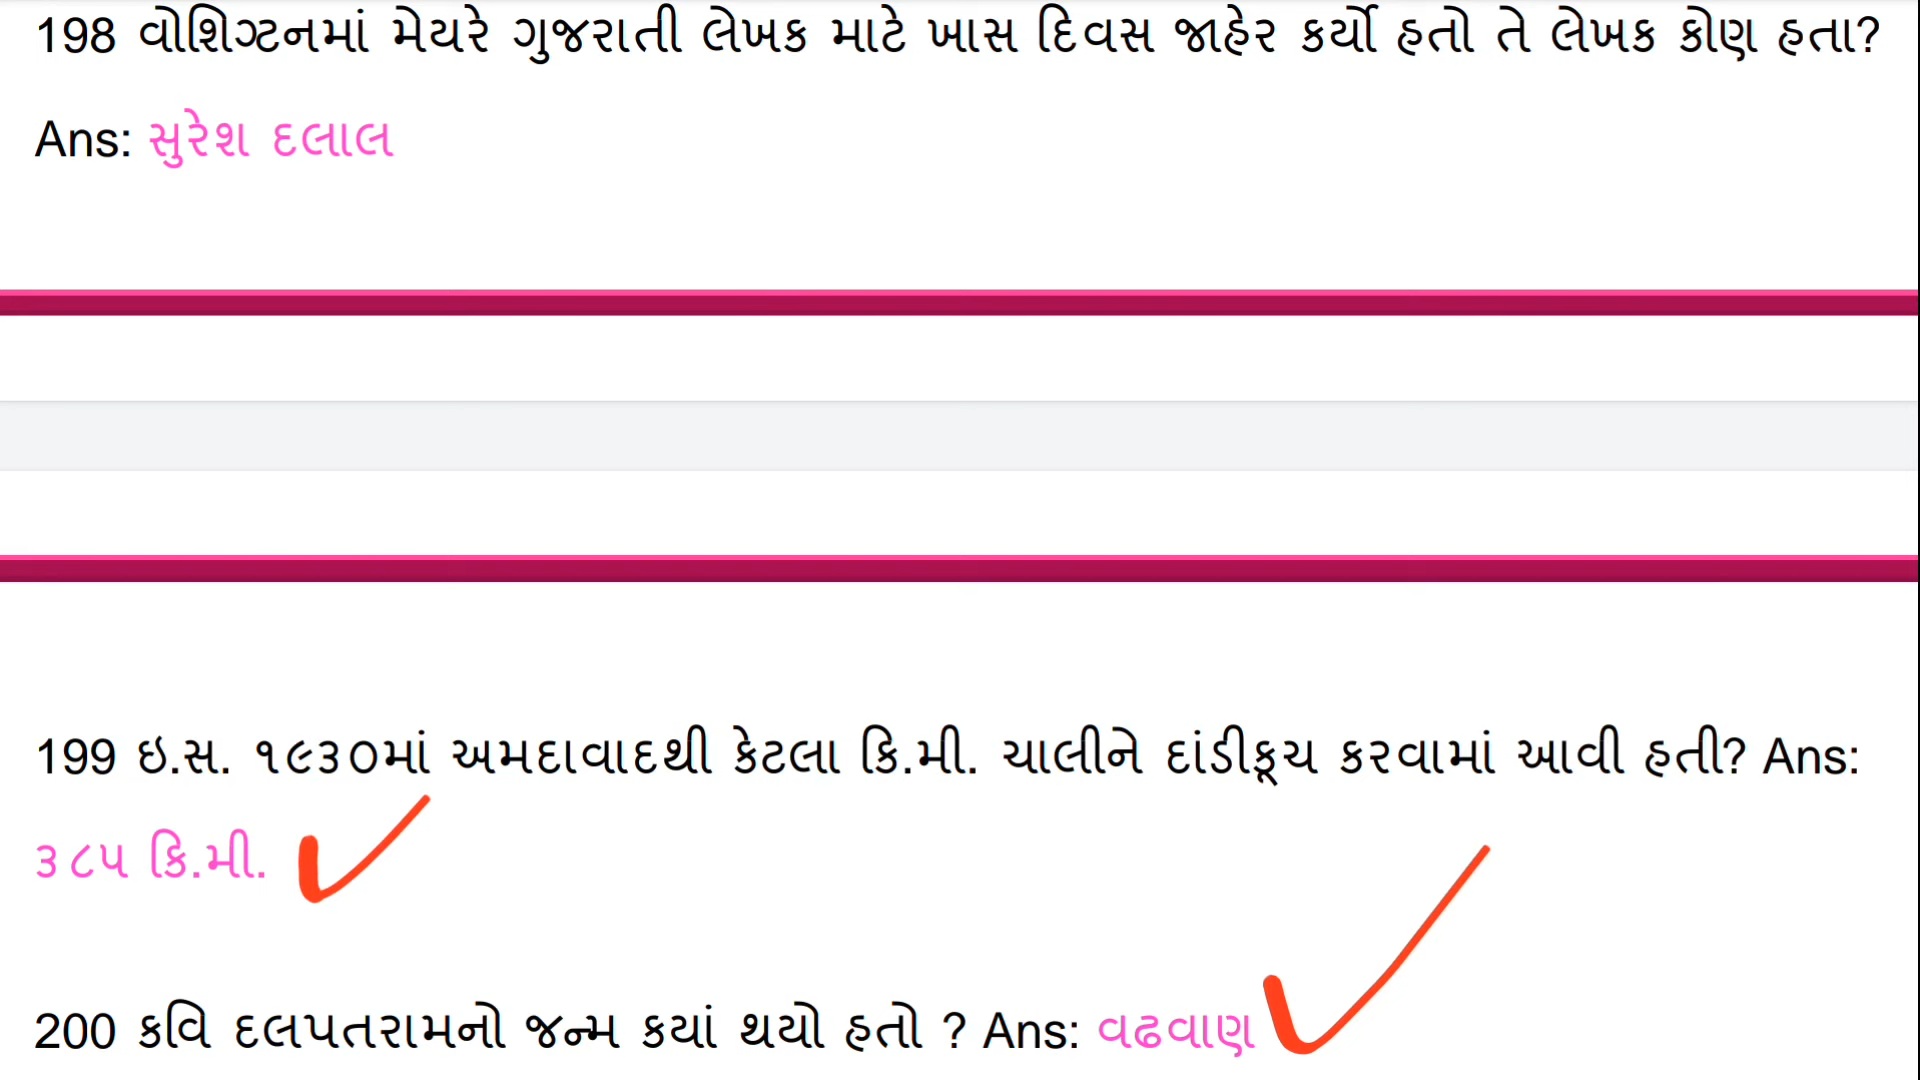 198 વોશિગ્ટનમાં મેયરે ગુજરાતી લેખક માટે ખાસ દિવસ જાહેર કર્યો હતો તે લેખક કોણ હતા?
Ans: સુરેશ દલાલ
199 ઇ.સ. ૧૯૩૦માં અમદાવાદથી કેટલા કિ.મી. ચાલીને દાંડીકૂચ કરવામાં આવી હતી? Ans:
૩૮૫ કિ.મી.
200 કવિ દલપતરામનો જન્મ કયાં થયો હતો ? Ans: વઢવાણ